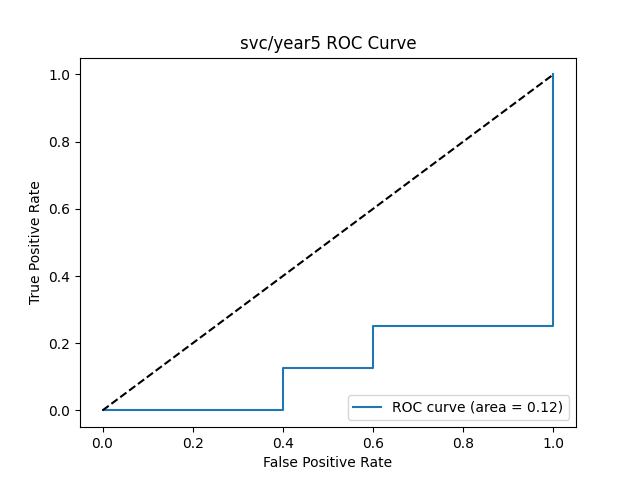 svc/year5 ROC Curve
True Positive Rate
1.0
0.8
0.6
0.4
0.2
0.0
ROC curve (area = 0.12)
0.0 0.2 0.4 0.6 0.8 1.0
False Positive Rate